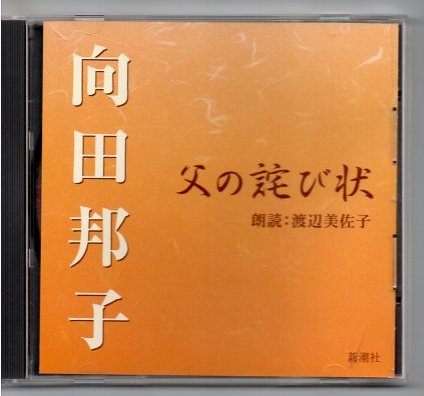 向田邦子
父の詫び状
朗読:渡辺美佐子
新潮社